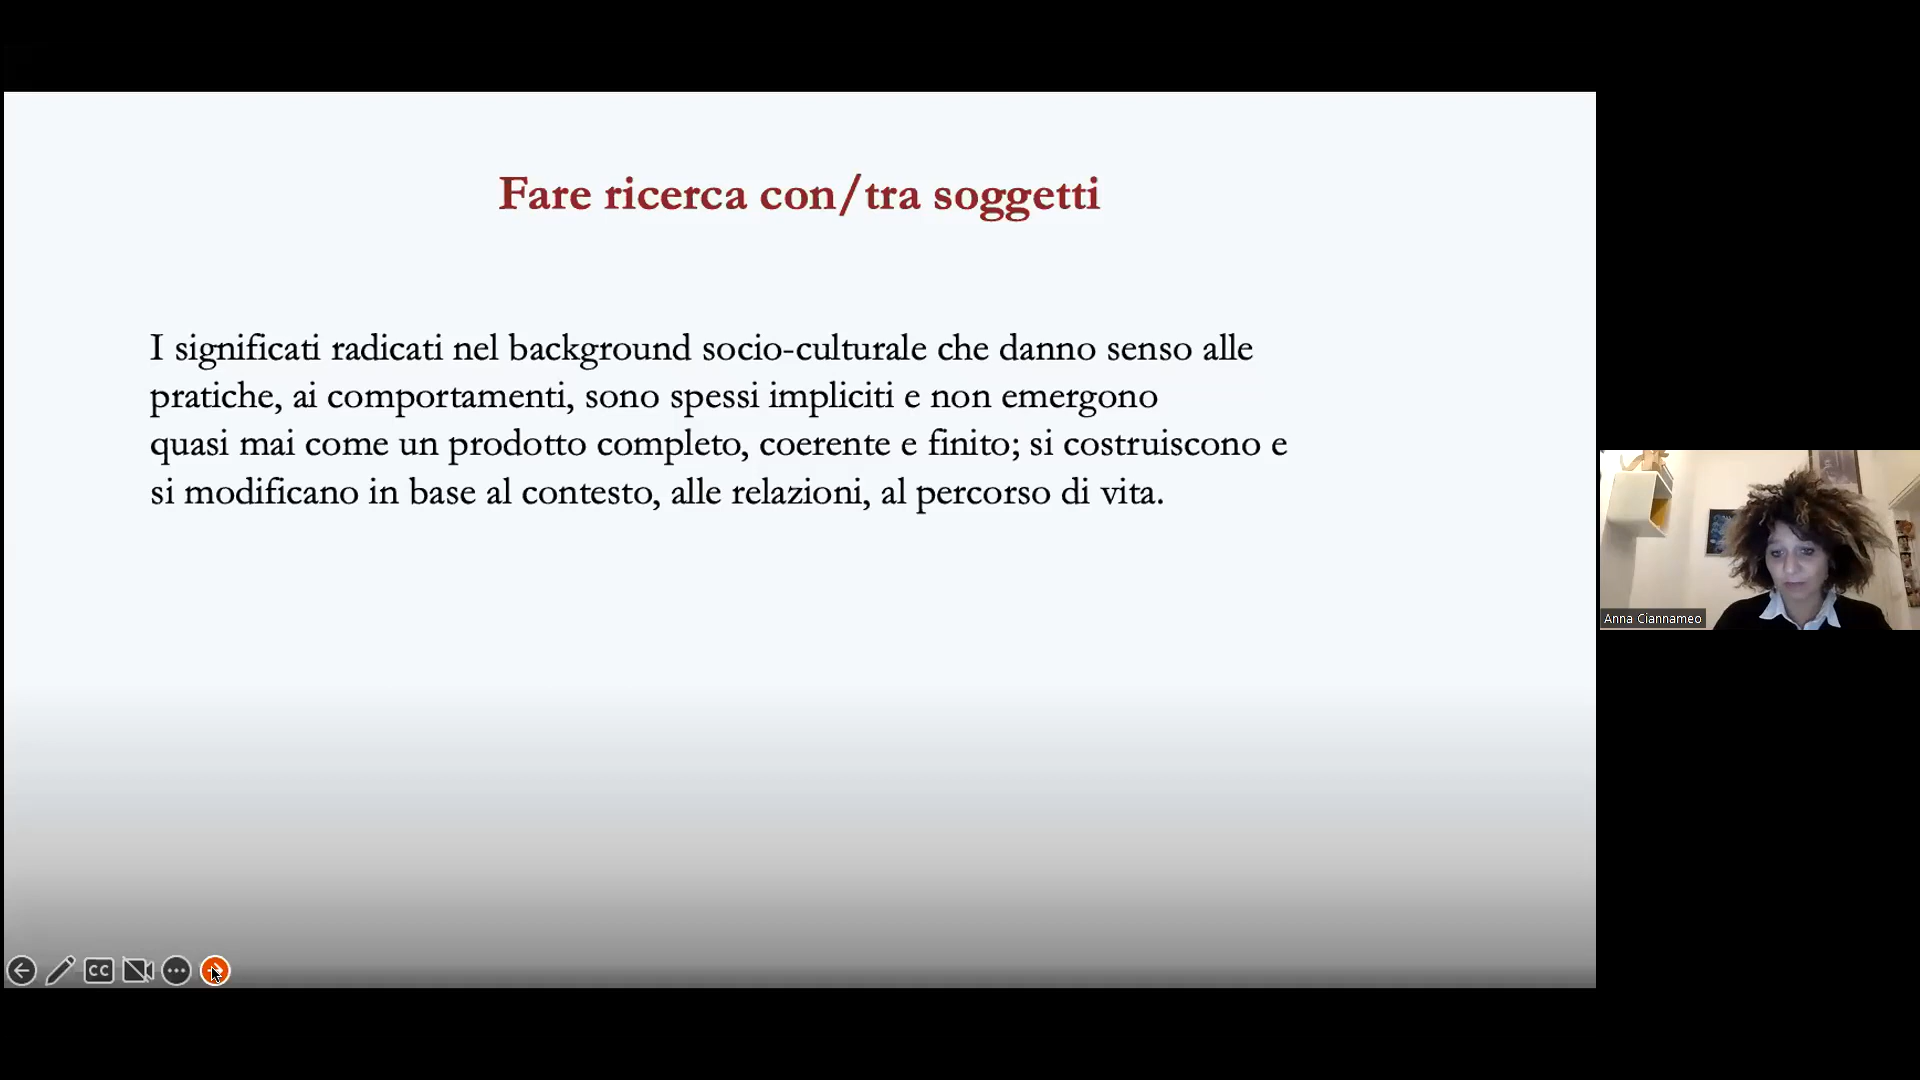 Fare ricerca con/tra soggetti
I significati radicati nel background socio-culturale che danno senso alle
pratiche, ai comportamenti, sono spessi impliciti e non emergono
quasi mai come un prodotto completo, coerente e finito; si costruiscono e
si modificano in base al contesto, alle relazioni, al percorso di vita.
Anna Ciannameo
CC